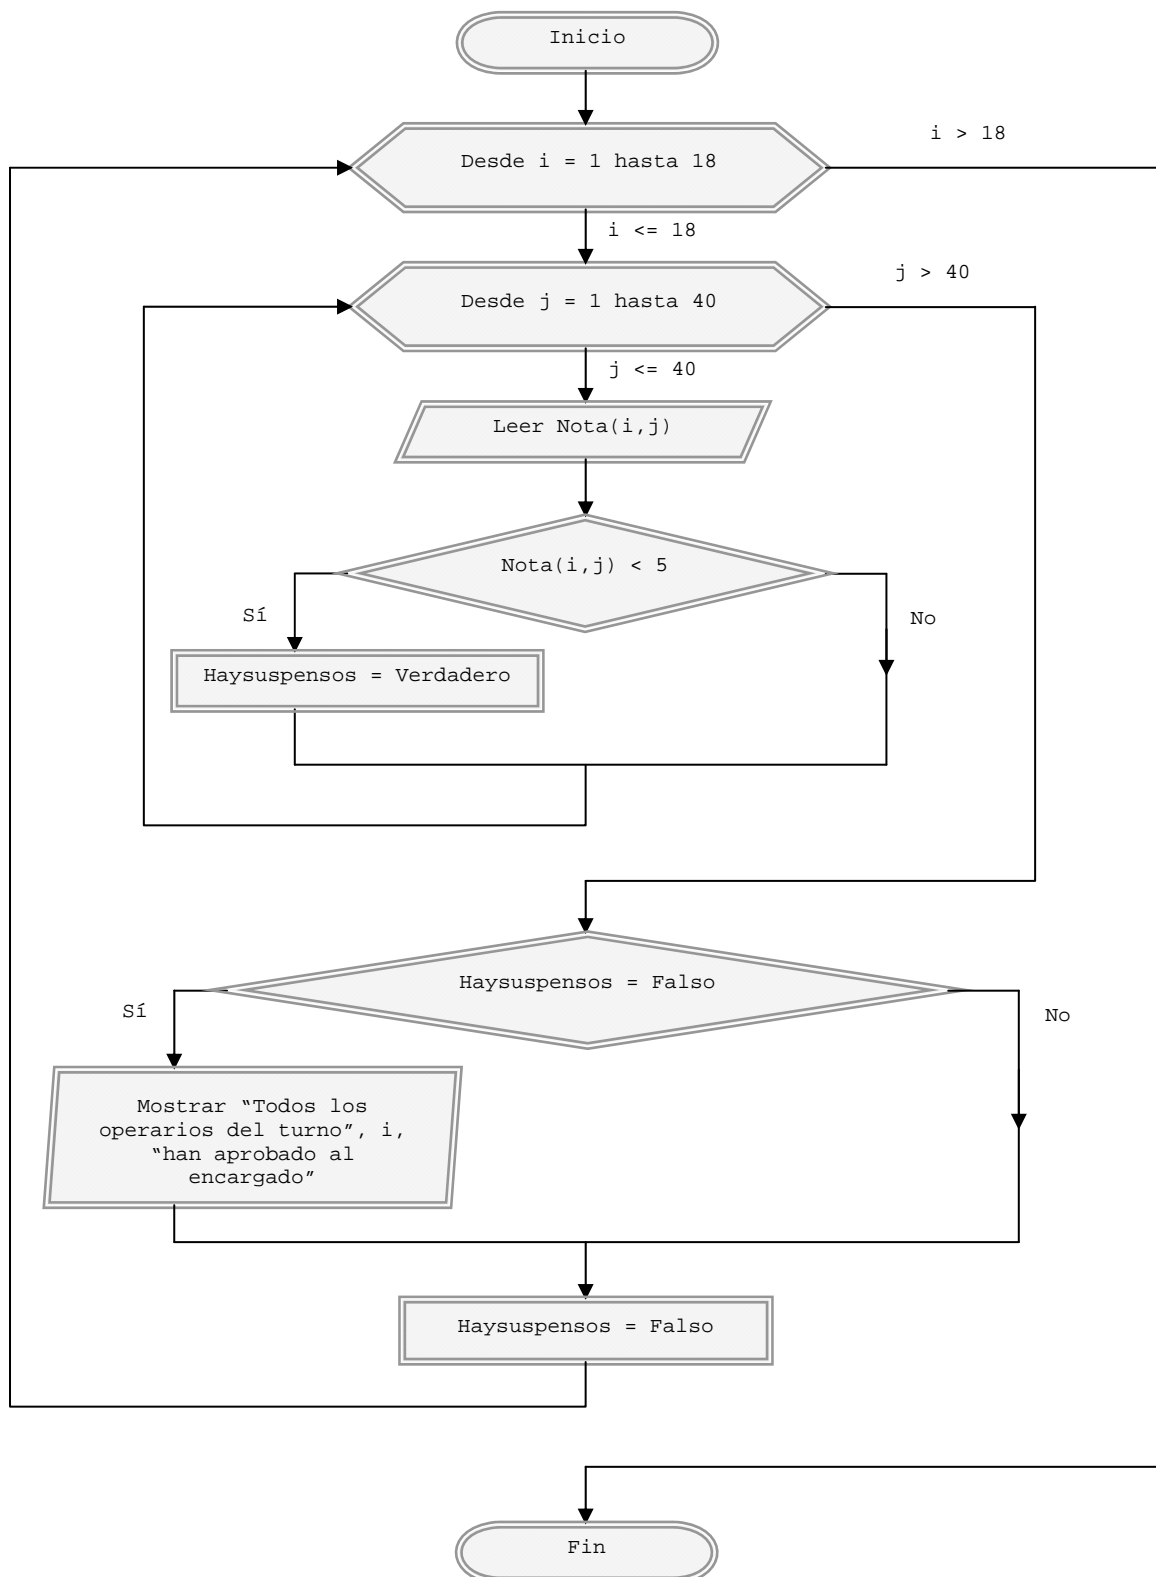 Inicio
i > 18
Desde i = 1 hasta 18
i <= 18
j > 40
Desde j = 1 hasta 40
j <= 40
Leer Nota(i,j)
Nota(i,j) < 5
Sí
No
Haysuspensos = Verdadero
Haysuspensos = Falso
Sí
No
Mostrar “Todos los
operarios del turno”, i,
“han aprobado al
encargado”
Haysuspensos = Falso
Fin